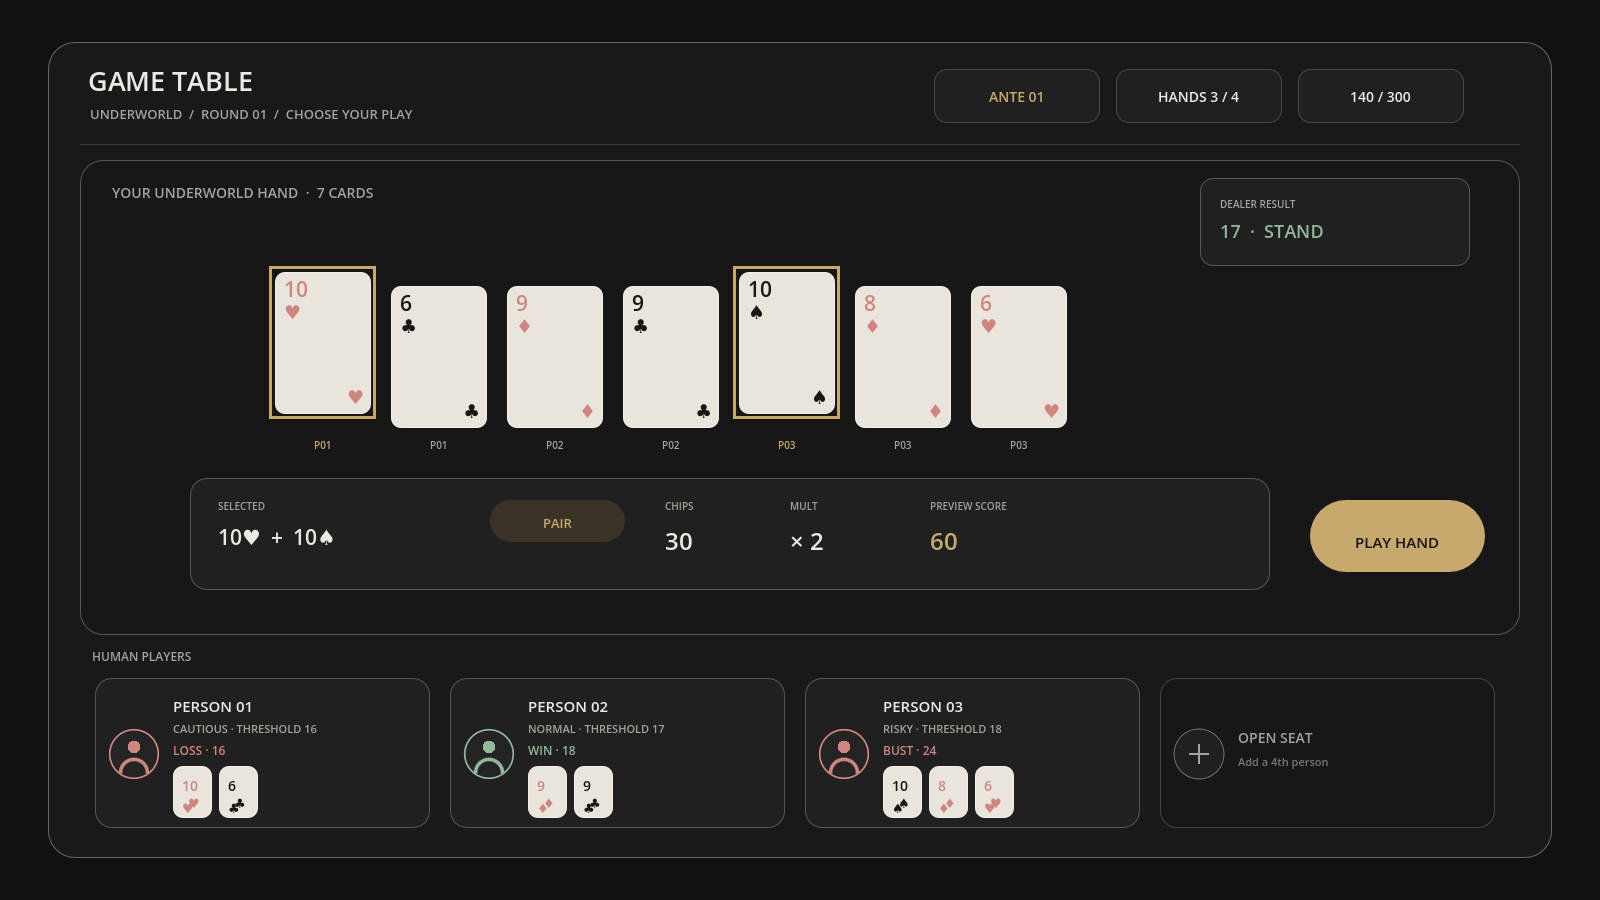 GAME TABLE
UNDERWORLD / ROUND 01 / CHOOSE YOUR PLAY
ANTE 01
HANDS 3 / 4
140 / 300
YOUR UNDERWORLD HAND · 7 CARDS
DEALER RESULT
17 · STAND
10
♥
♥
6
♣
♣
9
♦
♦
9
♣
♣
10
♠
♠
8
♦
♦
6
♥
♥
P01
P01
P02
P02
P03
P03
P03
SELECTED
10♥ + 10♠
PAIR
CHIPS
30
MULT
× 2
PREVIEW SCORE
60
PLAY HAND
HUMAN PLAYERS
PERSON 01
CAUTIOUS · THRESHOLD 16
LOSS · 16
10
♥♥
6
♣♣
PERSON 02
NORMAL · THRESHOLD 17
WIN · 18
9
♦♦
9
♣♣
PERSON 03
RISKY · THRESHOLD 18
BUST · 24
10
♠♠
8
♦♦
6
♥♥
OPEN SEAT
Add a 4th person